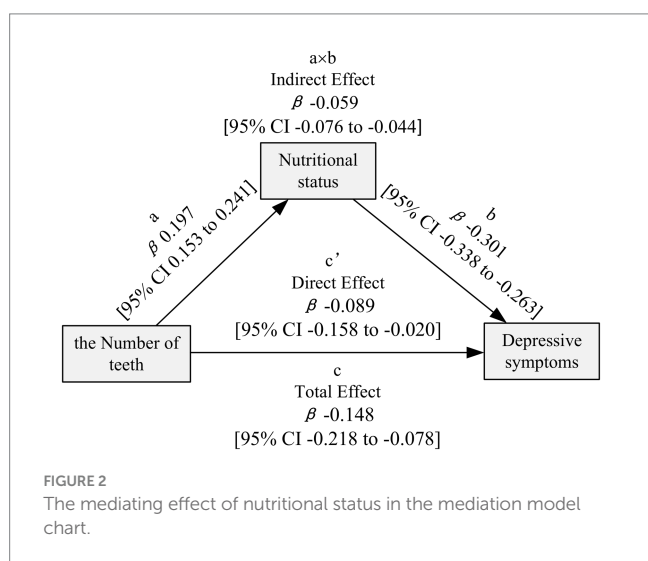 a×b
Indirect Effect
β -0.059
[95% CI -0.076 to -0.044]
Nutritional
status
a
β 0.197
[95% CI 0.153 to 0.241]
b
β -0.301
[95% CI -0.338 to -0.263]
c’
Direct Effect
β -0.089
[95% CI -0.158 to -0.020]
the Number of
teeth
Depressive
symptoms
c
Total Effect
β -0.148
[95% CI -0.218 to -0.078]
FIGURE 2
The mediating effect of nutritional status in the mediation model
chart.